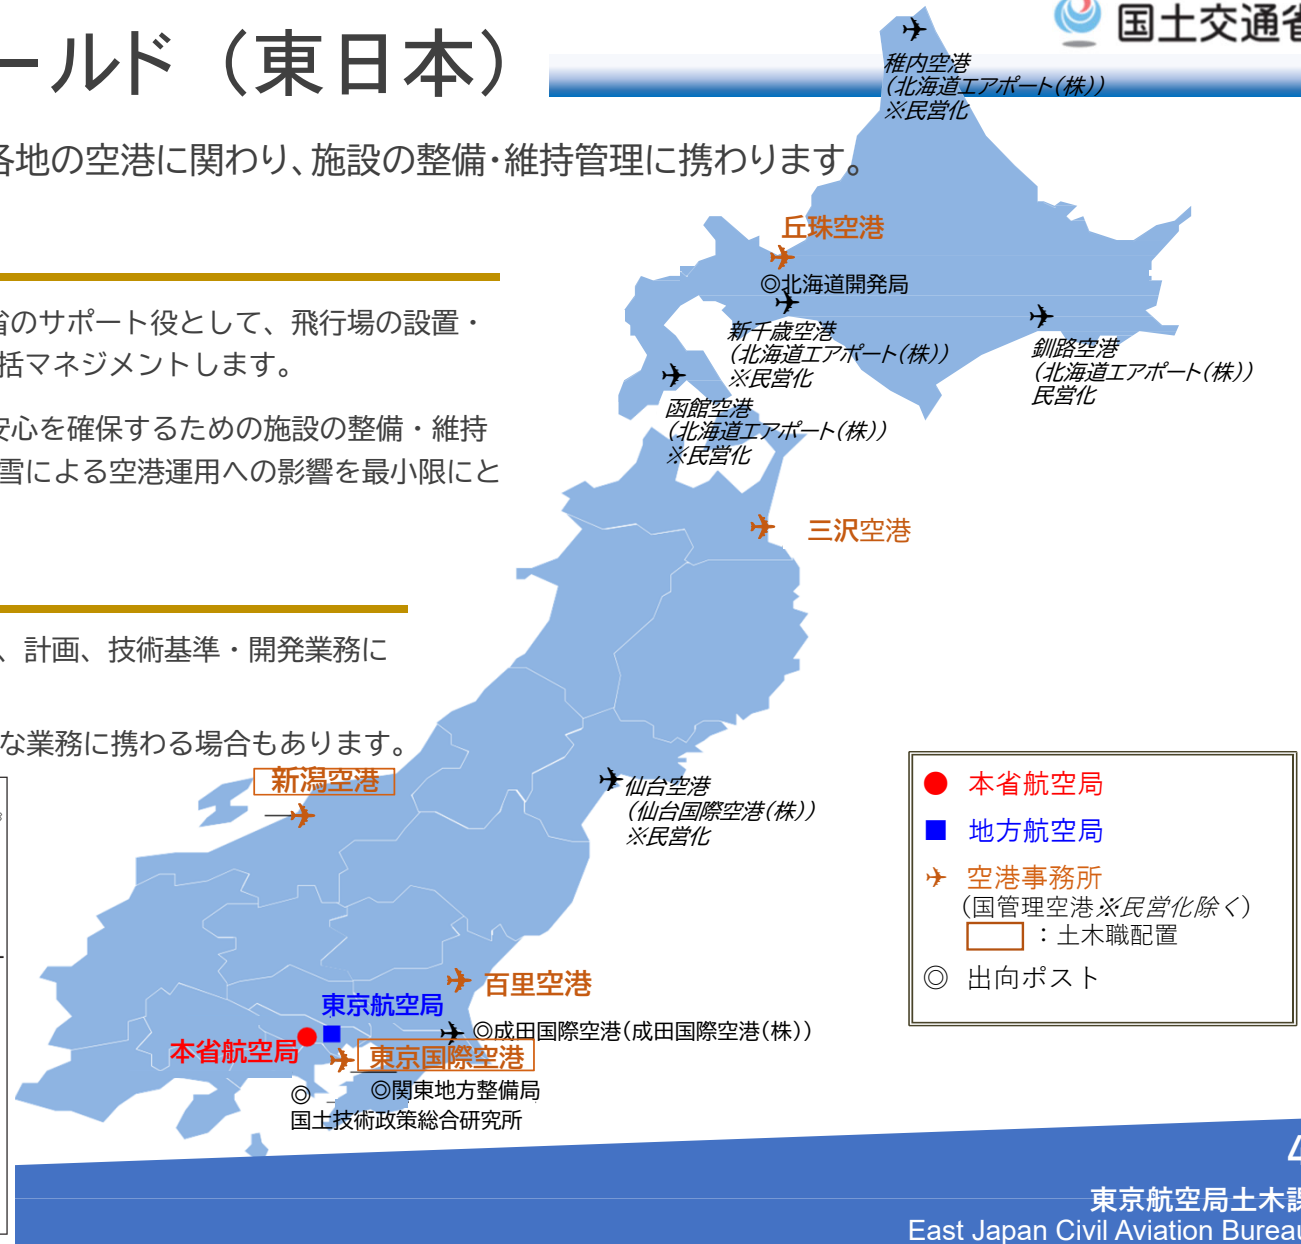 国土交通省
ールド（東日本）
各地の空港に関わり、施設の整備・維持管理に携わります。
省のサポート役として、飛行場の設置・
括マネジメントします。
安心を確保するための施設の整備・維持
雪による空港運用への影響を最小限にと
、計画、技術基準・開発業務に
な業務に携わる場合もあります。
稚内空港
(北海道エアポート(株))
※民営化
丘珠空港
◎北海道開発局
新千歳空港
(北海道エアポート(株))
※民営化
釧路空港
(北海道エアポート(株))
民営化
函館空港
(北海道エアポート(株))
※民営化
三沢空港
新潟空港
仙台空港
(仙台国際空港(株))
※民営化
百里空港
東京航空局
◎成田国際空港(成田国際空港(株))
本省航空局
東京国際空港
◎関東地方整備局
◎
国土技術政策総合研究所
本省航空局
地方航空局
空港事務所
(国管理空港※民営化除く)
：土木職配置
◎ 出向ポスト
東京航空局土木課
East Japan Civil Aviation Bureau